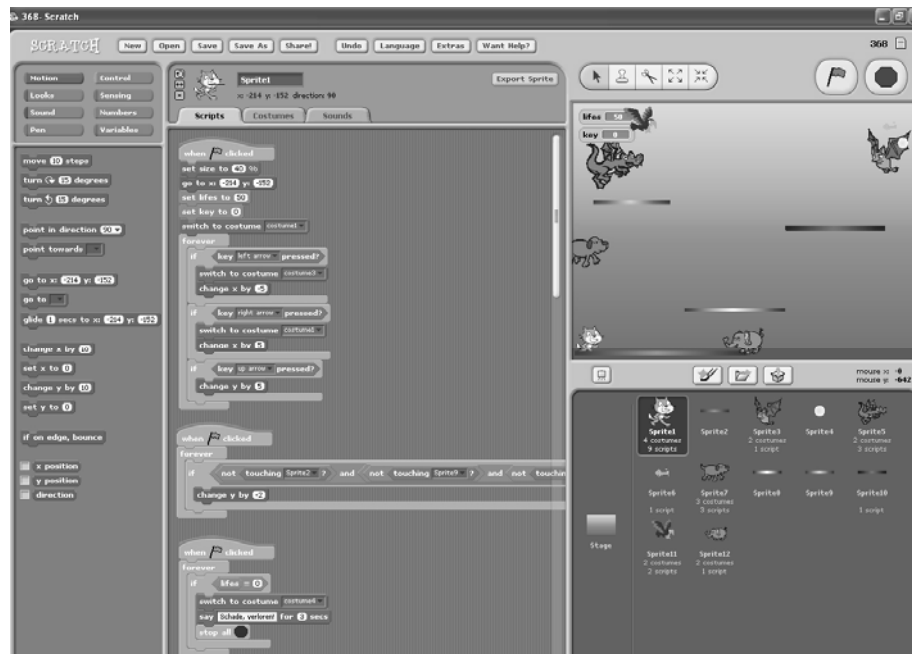 368- Scratch
SCRATCH New Open Save Save As Share! Undo Language Extras Want Help? 368
Motion Control
Looks Sensing
Sound Numbers
Pen Variables
move 10 steps
turn 15 degrees
turn 15 degrees
point in direction 90
point towards
go to x: -214 y: -152
go to
glide 1 secs to x: -214 y: -152
change x by 10
set x to 0
change y by 10
set y to 0
if on edge, bounce
x position
y position
direction
Sprite1
x: -214 y: -152 direction: 90
Export Sprite
Scripts Costumes Sounds
when clicked
set size to 40 %
go to x: -214 y: -152
set lifes to 50
set key to 0
switch to costume costume1
forever
if key left arrow pressed?
switch to costume costume3
change x by -5
if key right arrow pressed?
switch to costume costume1
change x by 5
if key up arrow pressed?
change y by 5
when clicked
forever
if not touching Sprite2 ? and not touching Sprite9 ? and not touchin
change y by -2
when clicked
forever
if lifes = 0
switch to costume costume4
say Schade, verloren! for 2 secs
stop all
lifes 50
key 0
mouse x: -0
mouse y: -642
Sprite1 Sprite2 Sprite3 Sprite4 Sprite5
4 costumes 2 costumes 2 costumes
9 scripts 1 script 3 scripts
Sprite6 Sprite7 Sprite8 Sprite9 Sprite10
3 costumes
1 script 3 scripts 1 script
Stage
Sprite11 Sprite12
2 costumes 2 costumes
2 scripts 1 script